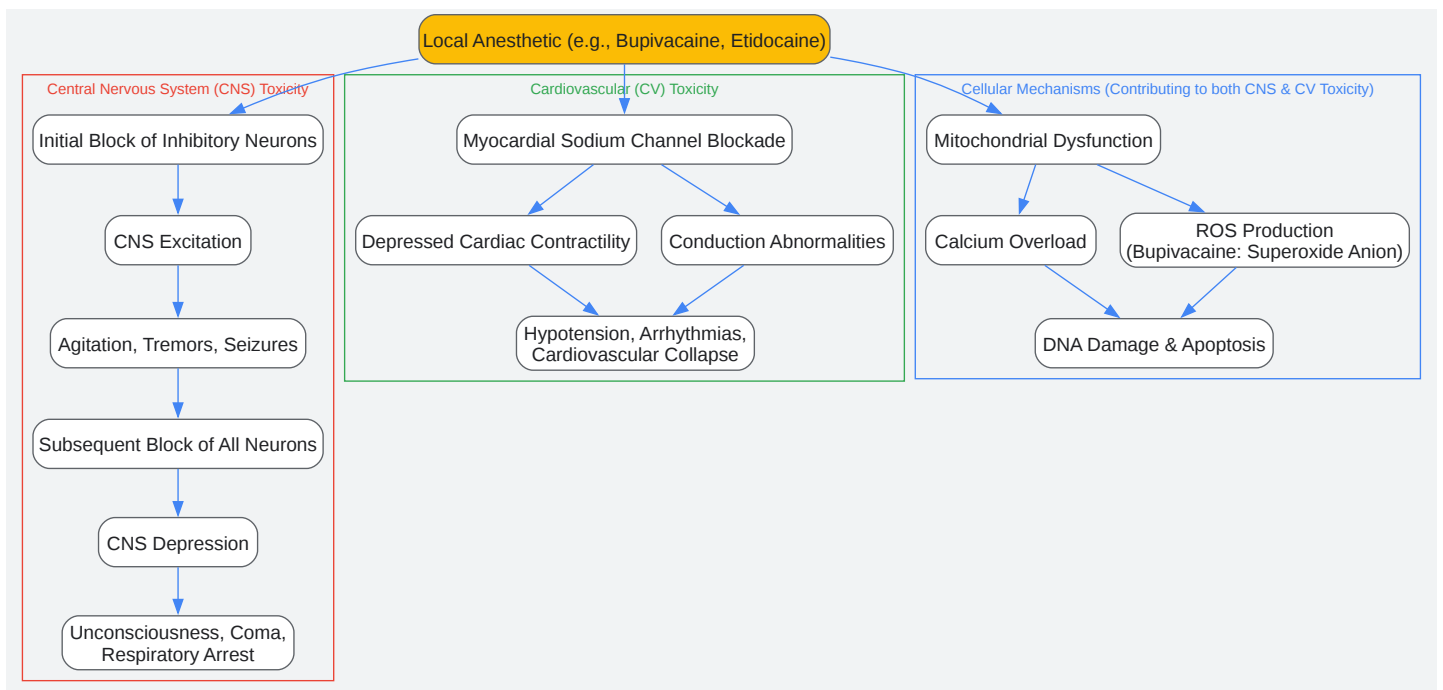 Local Anesthetic (e.g., Bupivacaine, Etidocaine)
Central Nervous System (CNS) Toxicity
Initial Block of Inhibitory Neurons
CNS Excitation
Agitation, Tremors, Seizures
Subsequent Block of All Neurons
CNS Depression
Unconsciousness, Coma,
Respiratory Arrest
Cardiovascular (CV) Toxicity
Myocardial Sodium Channel Blockade
Depressed Cardiac Contractility
Conduction Abnormalities
Hypotension, Arrhythmias,
Cardiovascular Collapse
Cellular Mechanisms (Contributing to both CNS & CV Toxicity)
Mitochondrial Dysfunction
Calcium Overload
ROS Production
(Bupivacaine: Superoxide Anion)
DNA Damage & Apoptosis